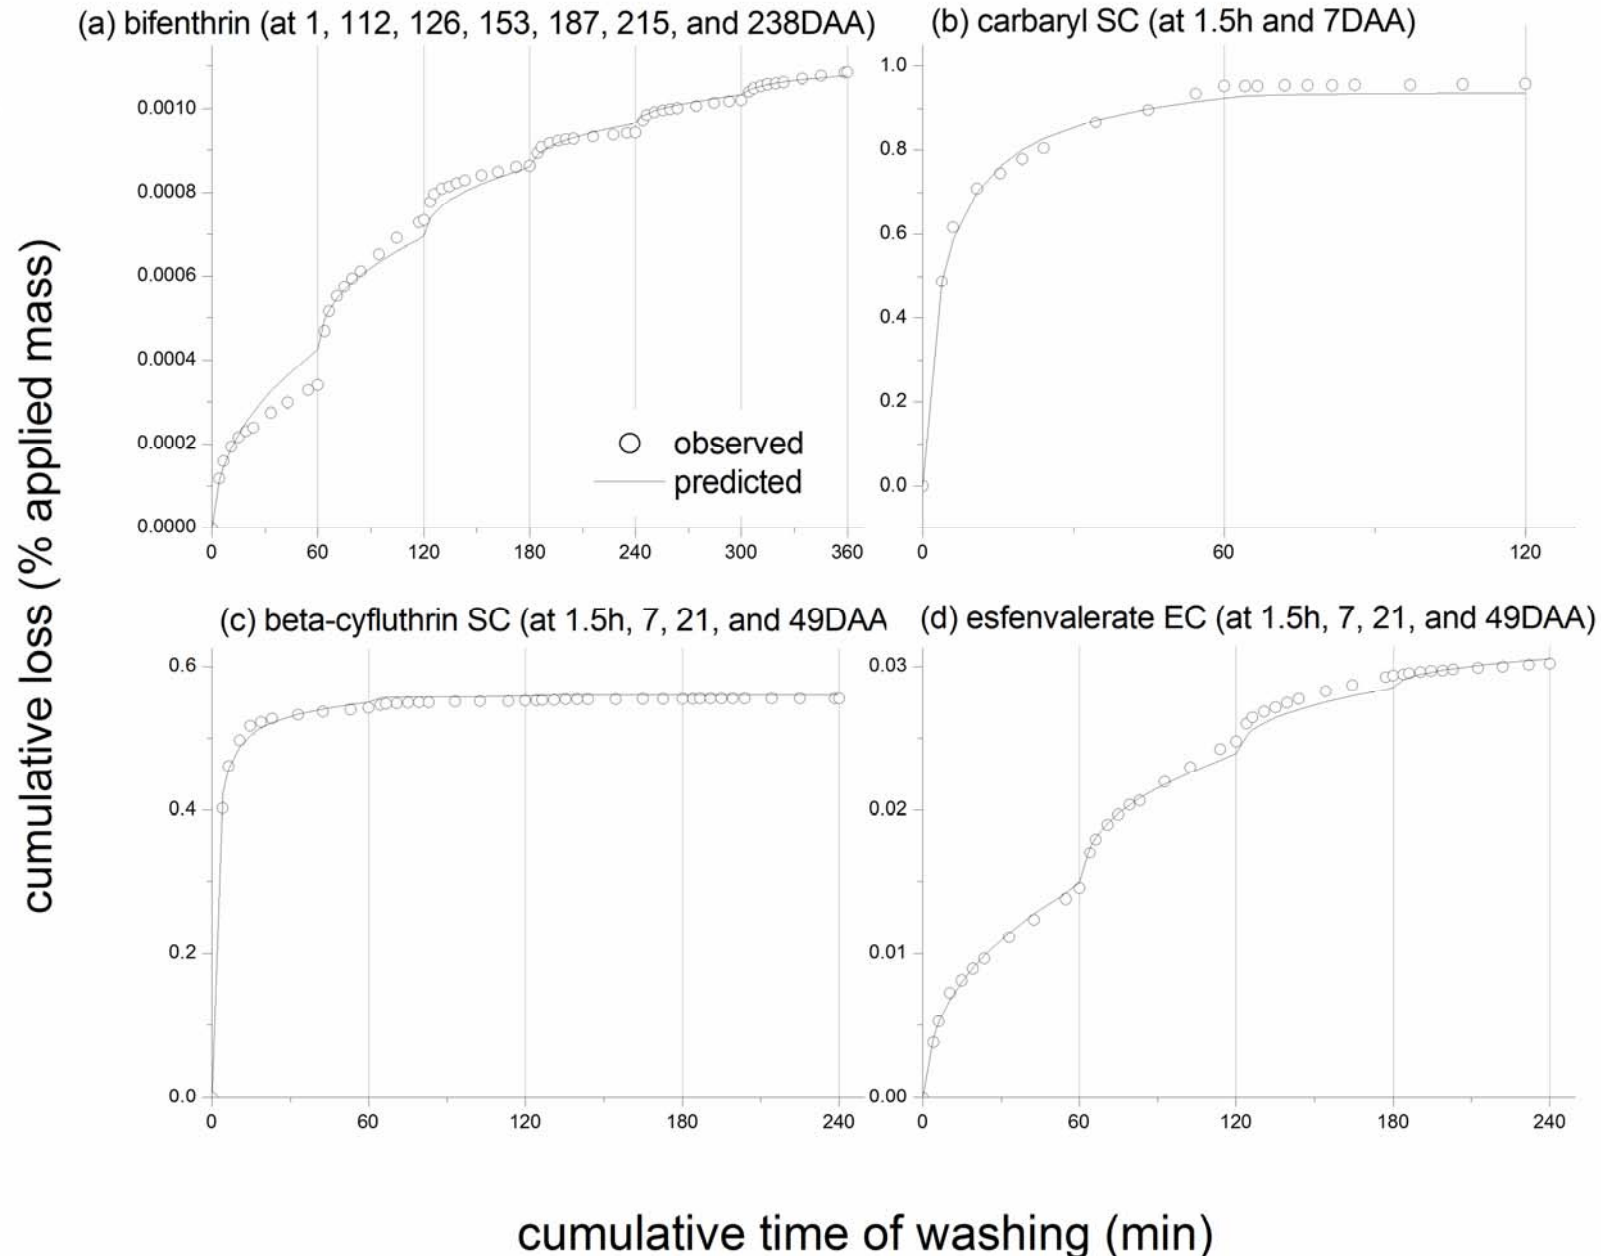 (a) bifenthrin (at 1, 112, 126, 153, 187, 215, and 238DAA)
0.0010
0.0008
0.0006
0.0004
0.0002
0.0000
0 60 120 180 240 300 360
observed
predicted
(b) carbaryl SC (at 1.5h and 7DAA)
1.0
0.8
0.6
0.4
0.2
0.0
0 60 120
(c) beta-cyfluthrin SC (at 1.5h, 7, 21, and 49DAA
0.6
0.4
0.2
0.0
0 60 120 180 240
(d) esfenvalerate EC (at 1.5h, 7, 21, and 49DAA)
0.03
0.02
0.01
0.00
0 60 120 180 240
cumulative loss (% applied mass)
cumulative time of washing (min)